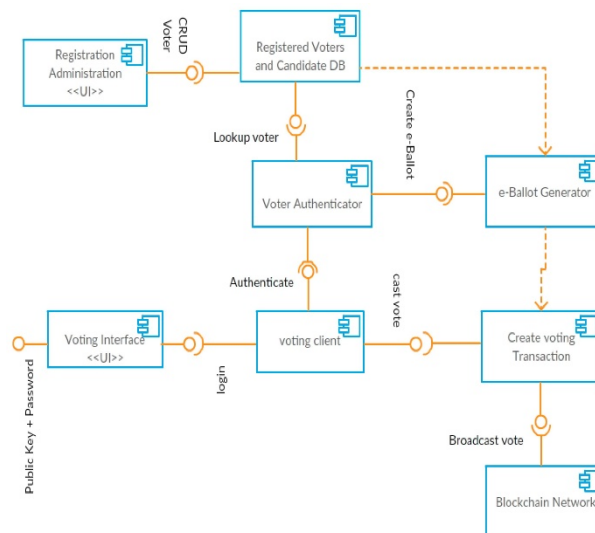 CRUD
Voter
Registration
Administration
<<UI>>
Registered Voters
and Candidate DB
Lookup voter
Create e-Ballot
Voter Authenticator
e-Ballot Generator
Authenticate
cast vote
Voting Interface
<<UI>>
voting client
Create voting
Transaction
login
Public Key + Password
Broadcast vote
Blockchain Network